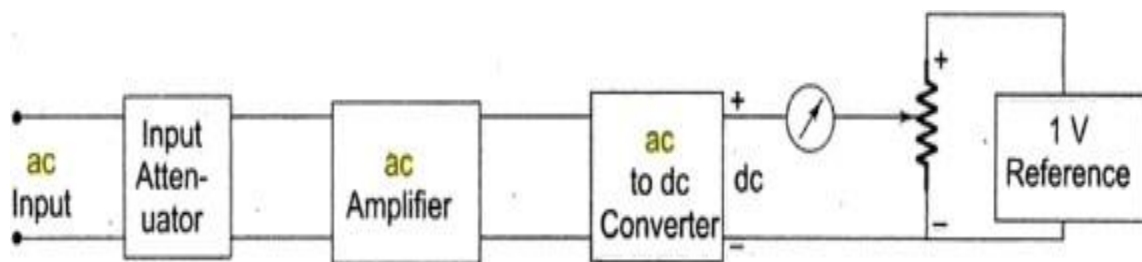 ac
Input
Input
Atten-
uator
ac
Amplifier
ac
to dc
Converter
+
dc
−
+
−
1 V
Reference